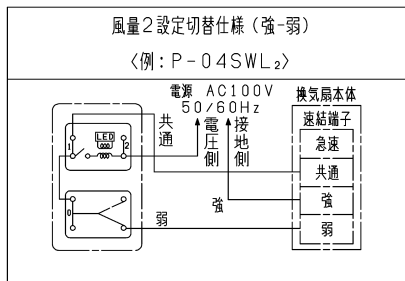 風量2設定切替仕様(強-弱)
〈例:P-04SWL₂〉
電源 AC100V
50/60Hz
換気扇本体
速結端子
急速
共通
強
弱
共通
電圧側
接地側
LED
1
2
0
強
弱